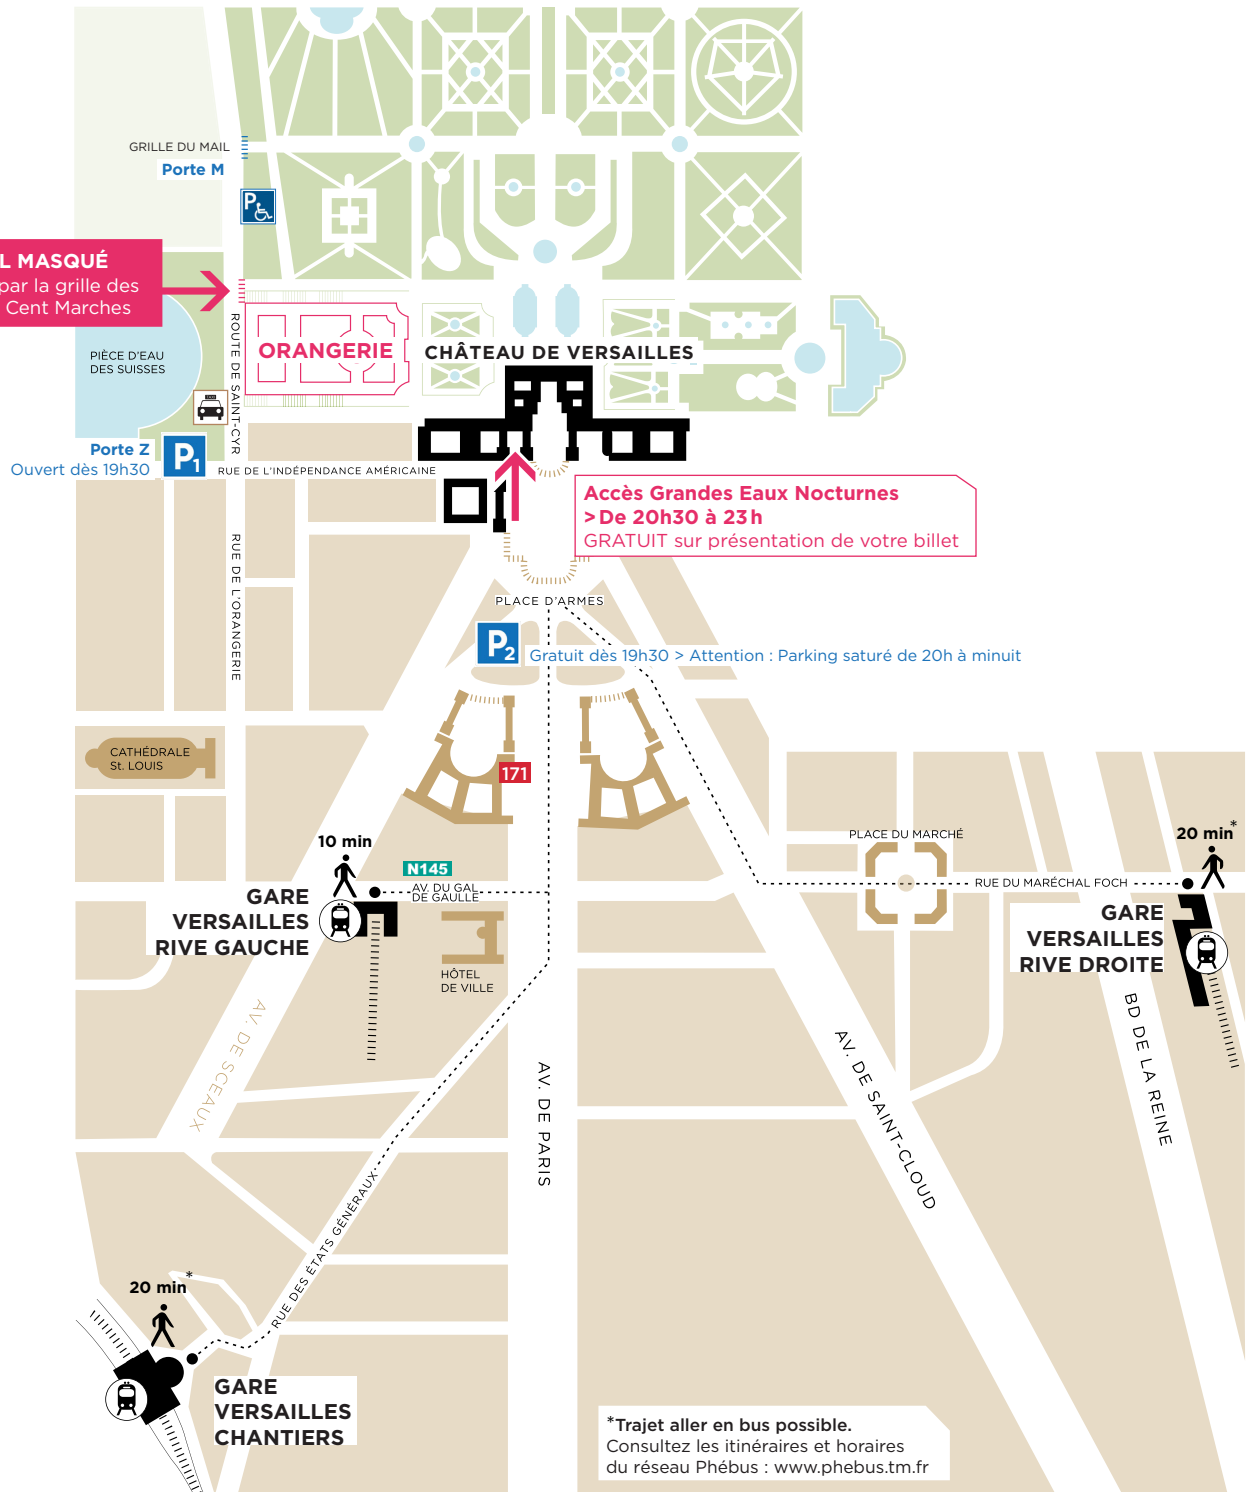 GRILLE DU MAIL
Porte M
P
L MASQUÉ
par la grille des
Cent Marches
PIÈCE D'EAU
DES SUISSES
ROUTE DE SAINT-CYR
ORANGERIE
CHÂTEAU DE VERSAILLES
TAXI
Porte Z
Ouvert dès 19h30
P1
RUE DE L'INDÉPENDANCE AMÉRICAINE
Accès Grandes Eaux Nocturnes
> De 20h30 à 23h
GRATUIT sur présentation de votre billet
RUE DE L'ORANGERIE
PLACE D'ARMES
P2
Gratuit dès 19h30 > Attention : Parking saturé de 20h à minuit
CATHÉDRALE
St. LOUIS
171
10 min
N145
AV. DU GAL
DE GAULLE
GARE
VERSAILLES
RIVE GAUCHE
HÔTEL
DE VILLE
PLACE DU MARCHÉ
20 min*
RUE DU MARÉCHAL FOCH
GARE
VERSAILLES
RIVE DROITE
AV. DE SCEAUX
AV. DE PARIS
AV. DE SAINT-CLOUD
BD DE LA REINE
RUE DES ÉTATS GÉNÉRAUX
20 min*
GARE
VERSAILLES
CHANTIERS
*Trajet aller en bus possible.
Consultez les itinéraires et horaires
du réseau Phébus : www.phebus.tm.fr